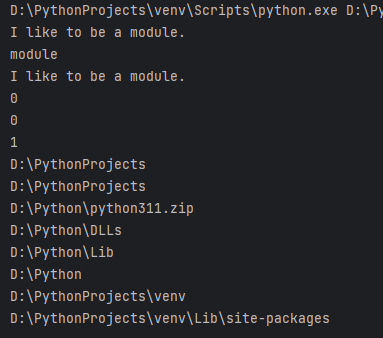 D:\PythonProjects\venv\Scripts\python.exe D:\Py
I like to be a module.
module
I like to be a module.
0
0
1
D:\PythonProjects
D:\PythonProjects
D:\Python\python311.zip
D:\Python\DLLs
D:\Python\Lib
D:\Python
D:\PythonProjects\venv
D:\PythonProjects\venv\Lib\site-packages